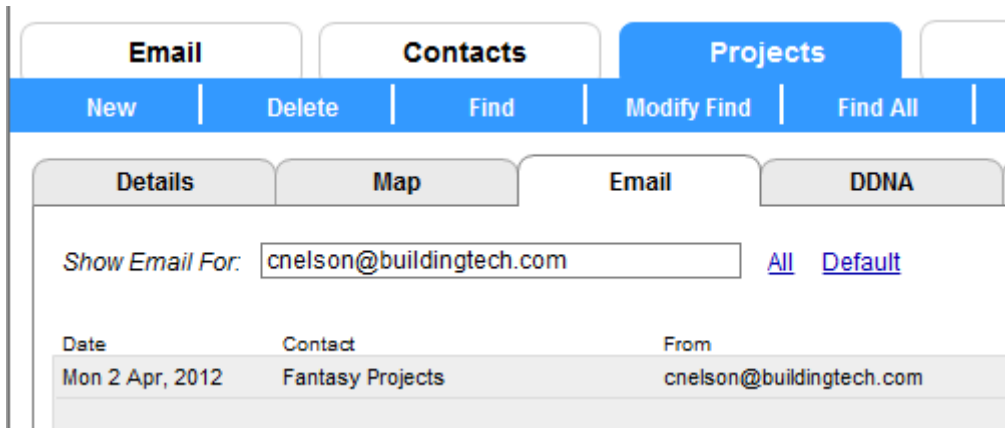 Email Contacts Projects
New Delete Find Modify Find Find All
Details Map Email DDNA
Show Email For: cnelson@buildingtech.com All Default
Date Contact From
Mon 2 Apr, 2012 Fantasy Projects cnelson@buildingtech.com